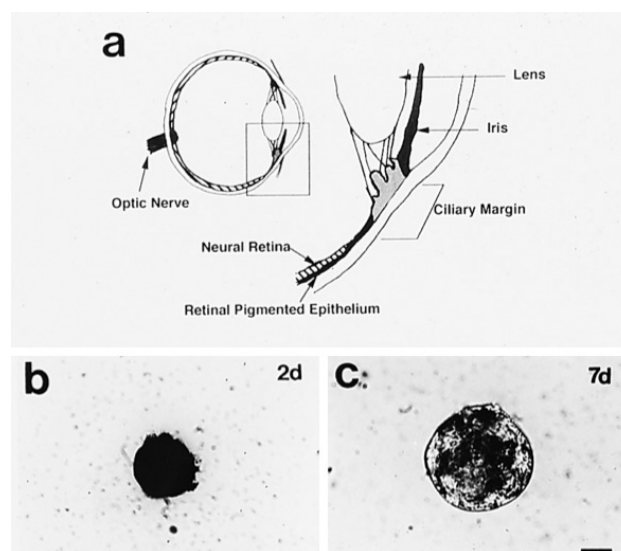 a
Lens
Iris
Optic Nerve
Ciliary Margin
Neural Retina
Retinal Pigmented Epithelium
b
2d
c
7d